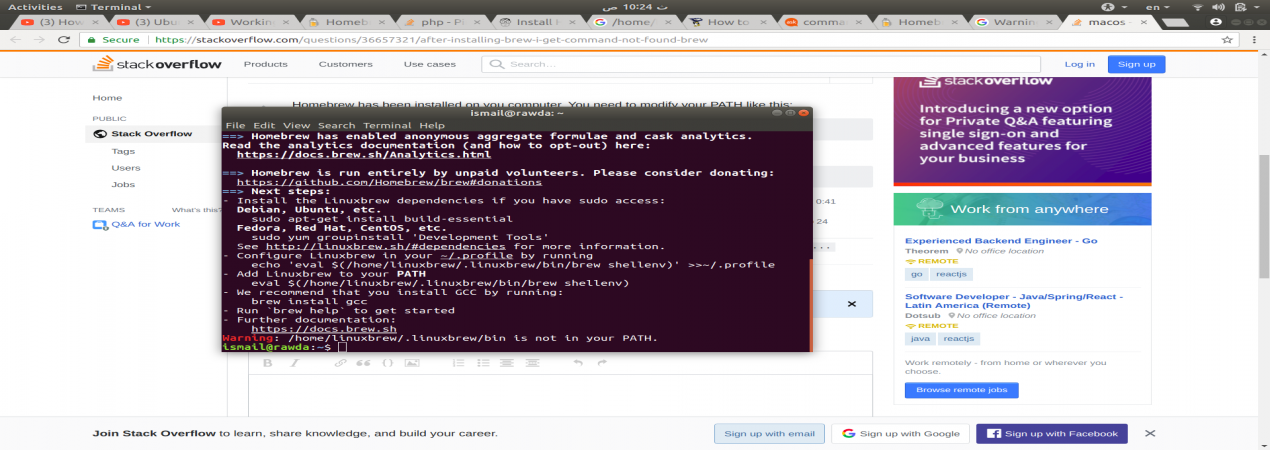 Activities
Terminal
ص 10:24 ت
en
(3) How
(3) Ubu
Workin
Homeb
php - P
Install H
/home/
How to
comma
Homeb
Warnin
macos -
Secure
https://stackoverflow.com/questions/36657321/after-installing-brew-i-get-command-not-found-brew
stackoverflow
Products
Customers
Use cases
Search...
Log in
Sign up
Home
PUBLIC
Stack Overflow
Tags
Users
Jobs
TEAMS
What's this?
Q&A for Work
Homebrew has been installed on you computer. You need to modify your PATH like this:
ismail@rawda: ~
File Edit View Search Terminal Help
==> Homebrew has enabled anonymous aggregate formulae and cask analytics.
Read the analytics documentation (and how to opt-out) here:
https://docs.brew.sh/Analytics.html
==> Homebrew is run entirely by unpaid volunteers. Please consider donating:
https://github.com/Homebrew/brew#donations
==> Next steps:
- Install the Linuxbrew dependencies if you have sudo access:
Debian, Ubuntu, etc.
sudo apt-get install build-essential
Fedora, Red Hat, CentOS, etc.
sudo yum groupinstall 'Development Tools'
See http://linuxbrew.sh/#dependencies for more information.
- Configure Linuxbrew in your ~/.profile by running
echo 'eval $(/home/linuxbrew/.linuxbrew/bin/brew shellenv)' >>~/.profile
- Add Linuxbrew to your PATH
eval $(/home/linuxbrew/.linuxbrew/bin/brew shellenv)
- We recommend that you install GCC by running:
brew install gcc
- Run `brew help` to get started
- Further documentation:
https://docs.brew.sh
Warning: /home/linuxbrew/.linuxbrew/bin is not in your PATH.
ismail@rawda:~$
0:41
24
...
B I
stackoverflow
Introducing a new option
for Private Q&A featuring
single sign-on and
advanced features for
your business
Work from anywhere
Experienced Backend Engineer - Go
Theorem No office location
REMOTE
go reactjs
Software Developer - Java/Spring/React -
Latin America (Remote)
Dotsub No office location
REMOTE
java reactjs
Work remotely - from home or wherever you
choose.
Browse remote jobs
Join Stack Overflow to learn, share knowledge, and build your career.
Sign up with email
Sign up with Google
Sign up with Facebook